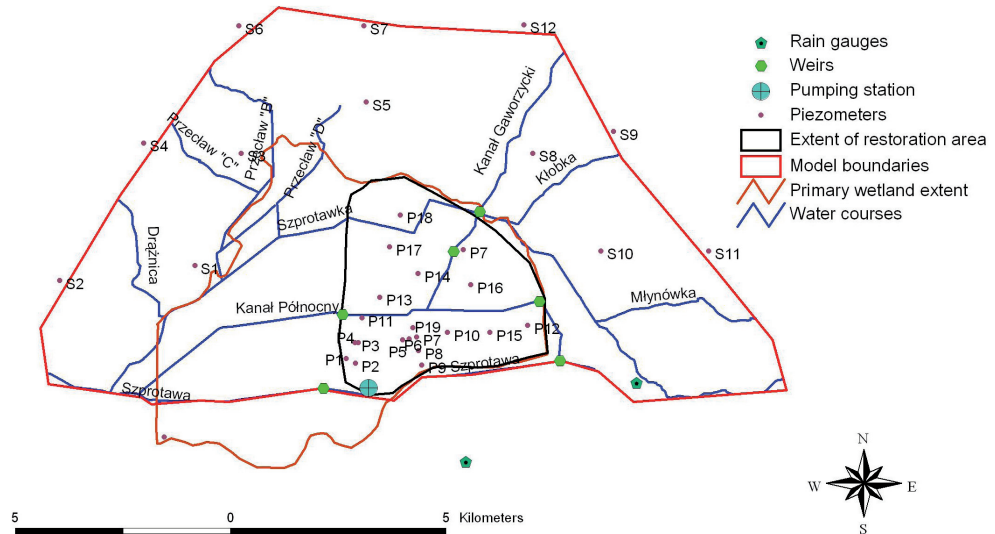 S6
S7
S12
Rain gauges
Weirs
Pumping station
Piezometers
Extent of restoration area
Model boundaries
Primary wetland extent
Water courses
Kanał Gaworzycki
S5
Przecław "B"
Przecław "D"
Przecław "C"
S4
S9
S8
Kłobka
Szprotawka
P18
Drążnica
P17
P7
S10
S11
S1
S2
P14
P16
Młynówka
P13
Kanał Północny
P11
P19
P12
P4
P3
P6
P7
P10
P15
P5
P1
P2
P8
P9
Szprotawa
Szprotawa
N
W
E
S
5
0
5
Kilometers